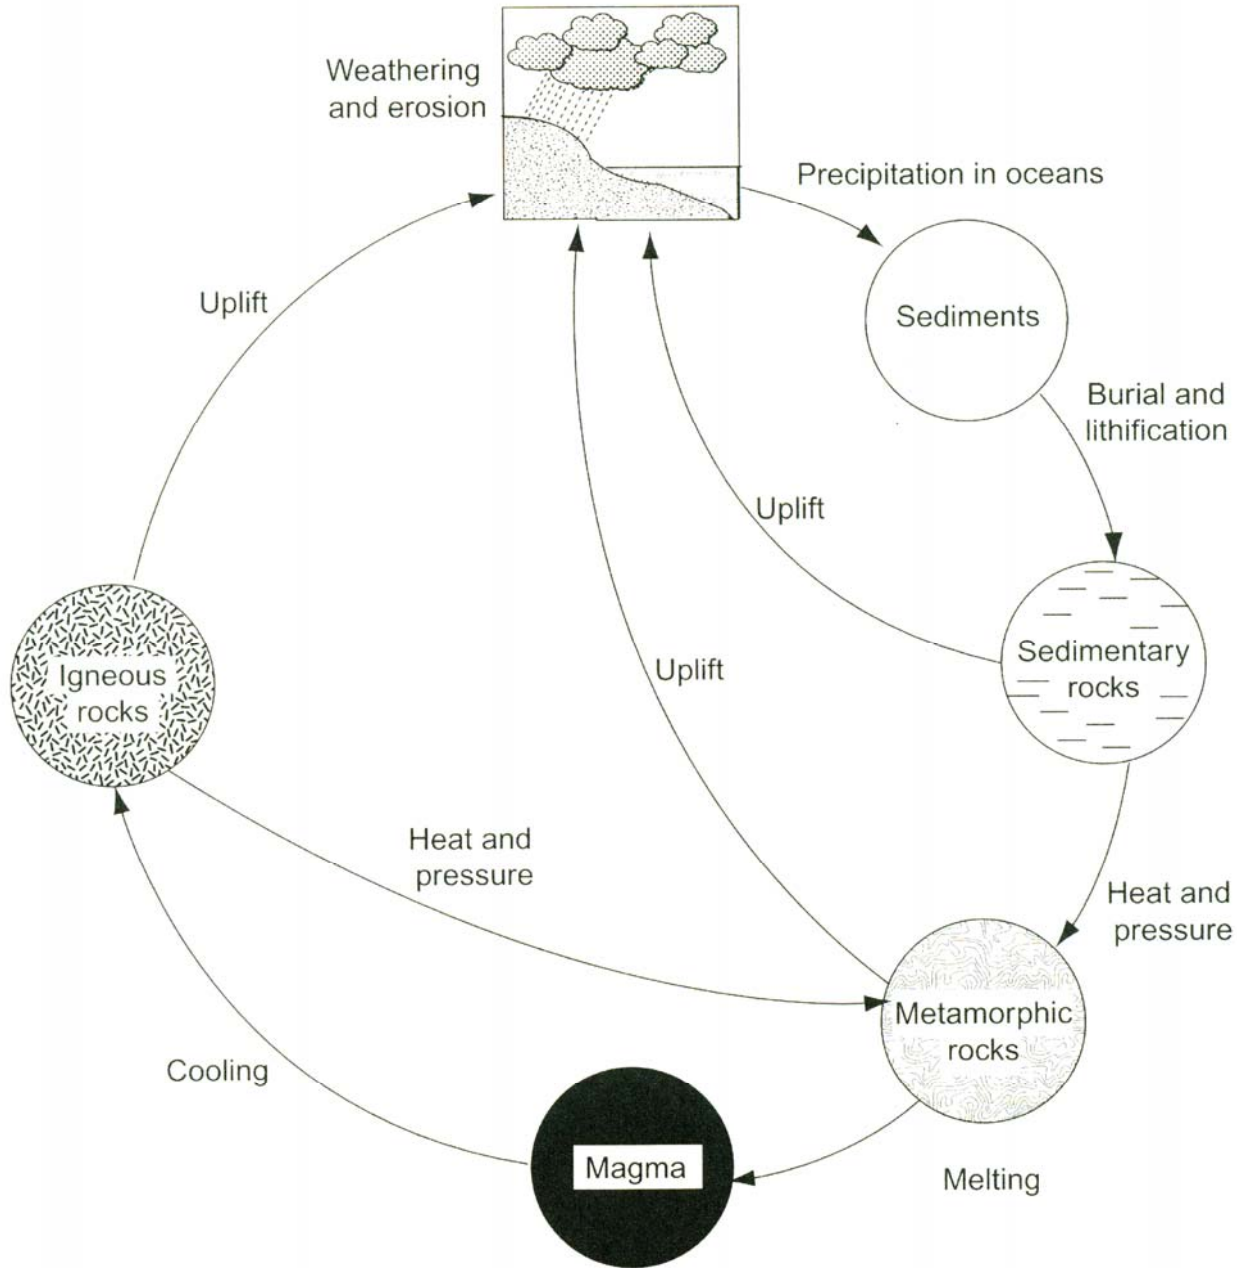 Weathering
and erosion
Precipitation in oceans
Sediments
Uplift
Burial and
lithification
Uplift
Sedimentary
rocks
Uplift
Igneous
rocks
Heat and
pressure
Heat and
pressure
Metamorphic
rocks
Cooling
Magma
Melting